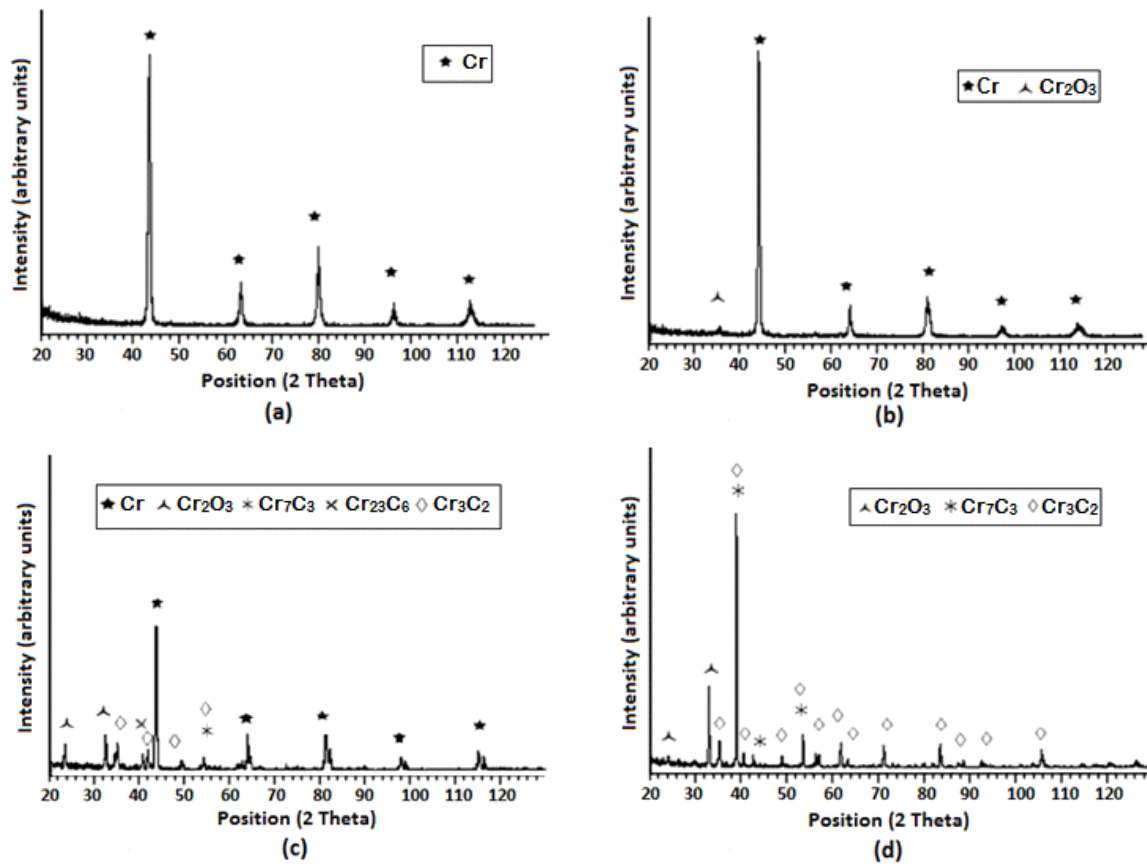 Cr
Intensity (arbitrary units)
20 30 40 50 60 70 80 90 100 110 120
Position (2 Theta)
(a)
Cr Cr₂O₃
Intensity (arbitrary units)
20 30 40 50 60 70 80 90 100 110 120
Position (2 Theta)
(b)
Cr Cr₂O₃ Cr₇C₃ Cr₂₃C₆ Cr₃C₂
Intensity (arbitrary units)
20 30 40 50 60 70 80 90 100 110 120
Position (2 Theta)
(c)
Cr₂O₃ Cr₇C₃ Cr₃C₂
Intensity (arbitrary units)
20 30 40 50 60 70 80 90 100 110 120
Position (2 Theta)
(d)